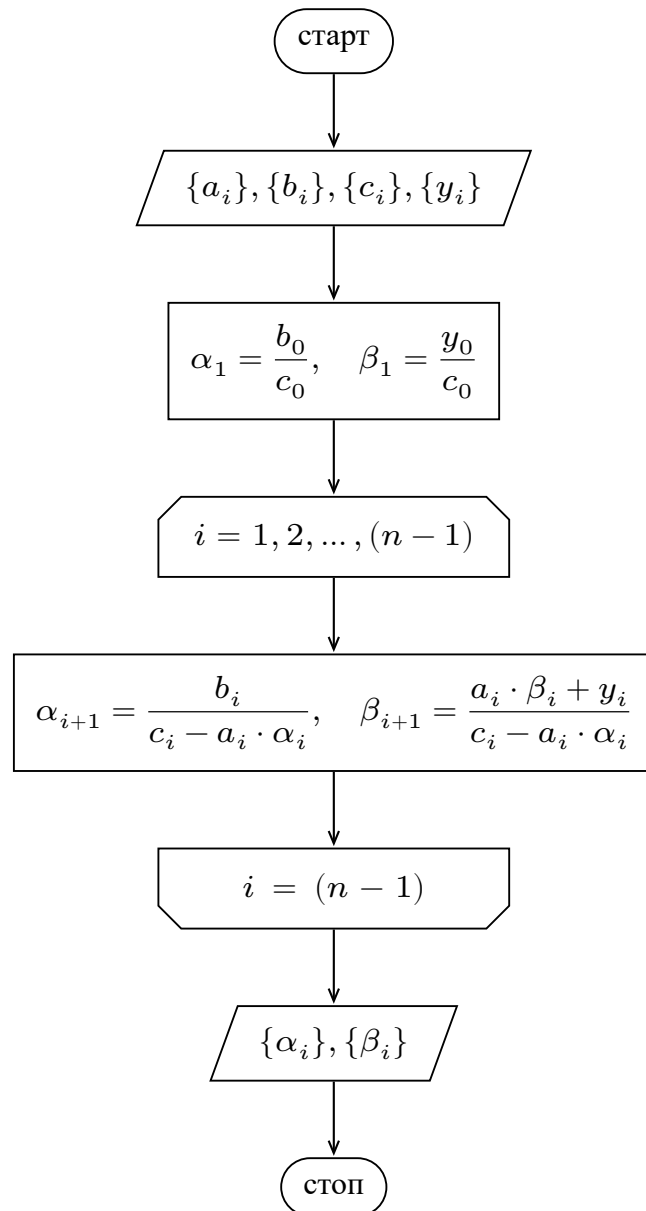 старт
{a_i}, {b_i}, {c_i}, {y_i}
α_1 = b_0/c_0, β_1 = y_0/c_0
i = 1, 2, ... , (n − 1)
α_{i+1} = b_i/(c_i − a_i · α_i), β_{i+1} = (a_i · β_i + y_i)/(c_i − a_i · α_i)
i = (n − 1)
{α_i}, {β_i}
стоп